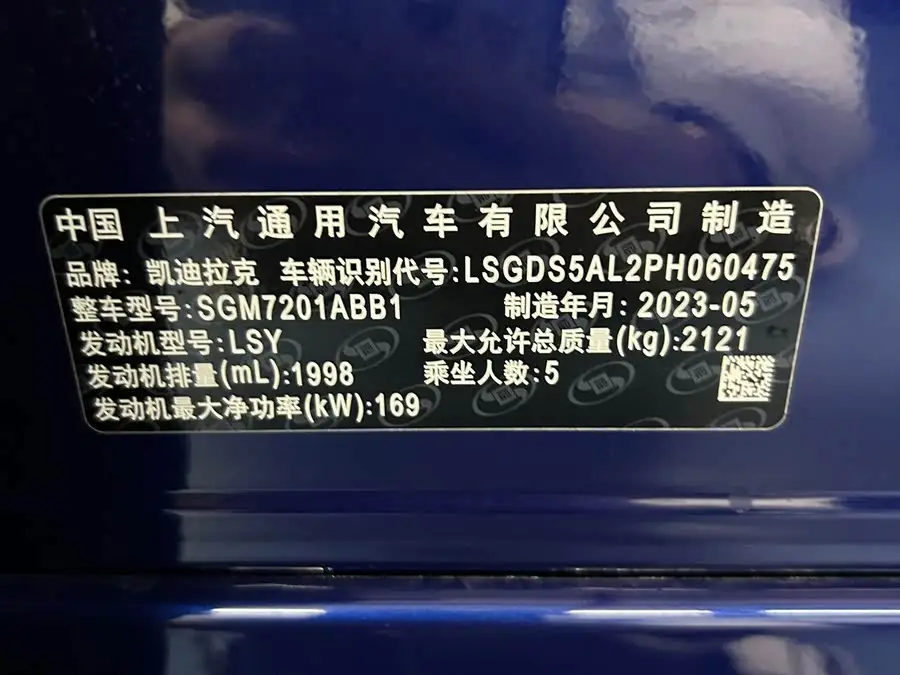 中国 上汽通用汽车有限公司制造
品牌: 凯迪拉克 车辆识别代号:LSGDS5AL2PH060475
整车型号:SGM7201ABB1 制造年月: 2023-05
发动机型号:LSY 最大允许总质量(kg):2121
发动机排量(mL):1998 乘坐人数:5
发动机最大净功率(kW):169